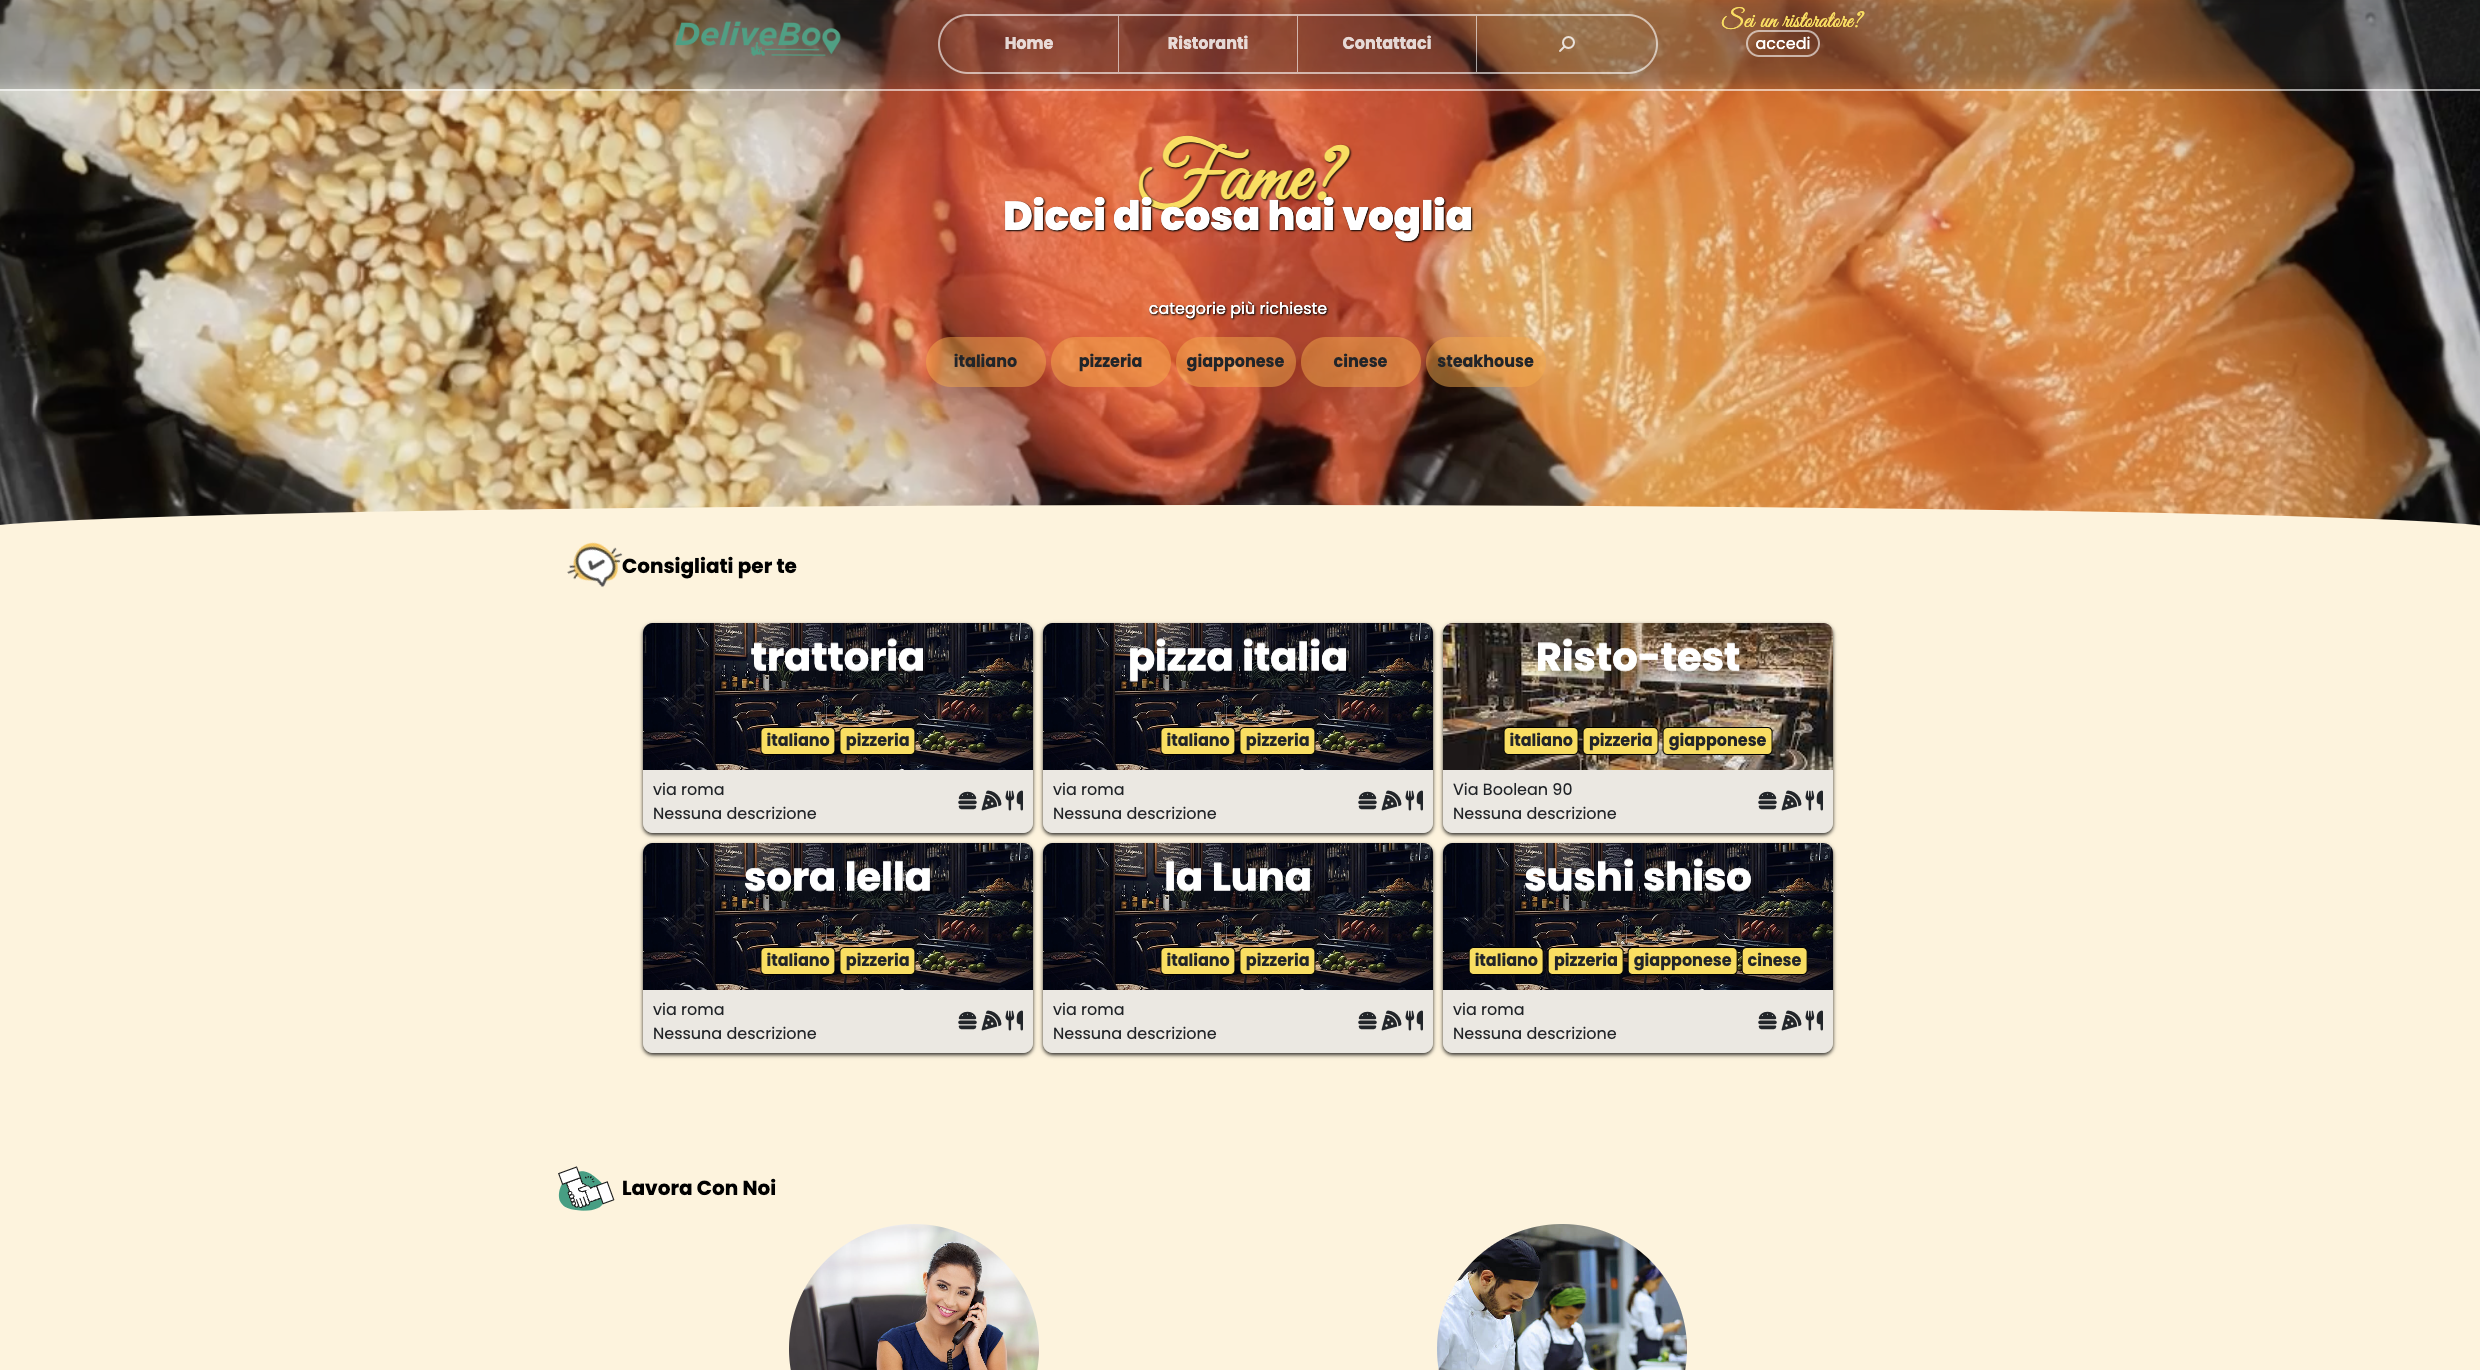 DeliveBoo
Home
Ristoranti
Contattaci
Sei un ristoratore?
accedi
Fame?
Dicci di cosa hai voglia
categorie più richieste
italiano
pizzeria
giapponese
cinese
steakhouse
Consigliati per te
trattoria
italiano pizzeria
via roma
Nessuna descrizione
pizza italia
italiano pizzeria
via roma
Nessuna descrizione
Risto-test
italiano pizzeria giapponese
Via Boolean 90
Nessuna descrizione
sora lella
italiano pizzeria
via roma
Nessuna descrizione
la Luna
italiano pizzeria
via roma
Nessuna descrizione
sushi shiso
italiano pizzeria giapponese cinese
via roma
Nessuna descrizione
Lavora Con Noi